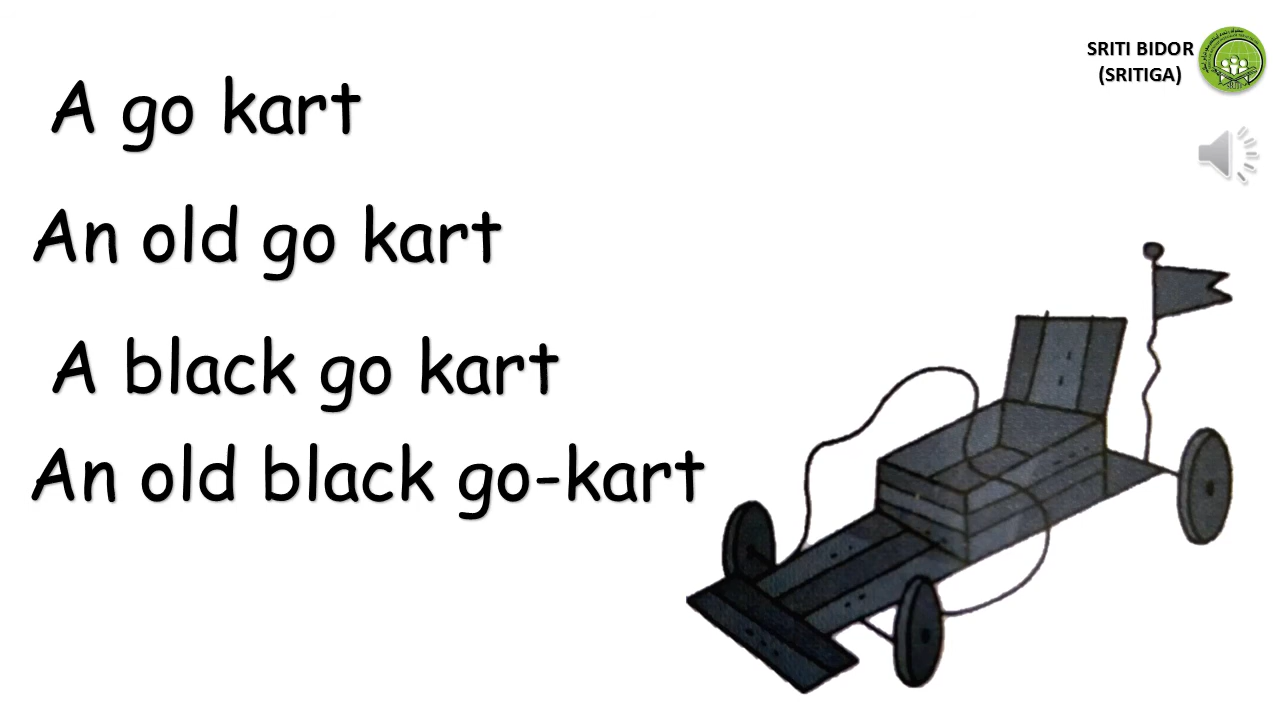 SRITI BIDOR
(SRITIGA)
A go kart
An old go kart
A black go kart
An old black go-kart